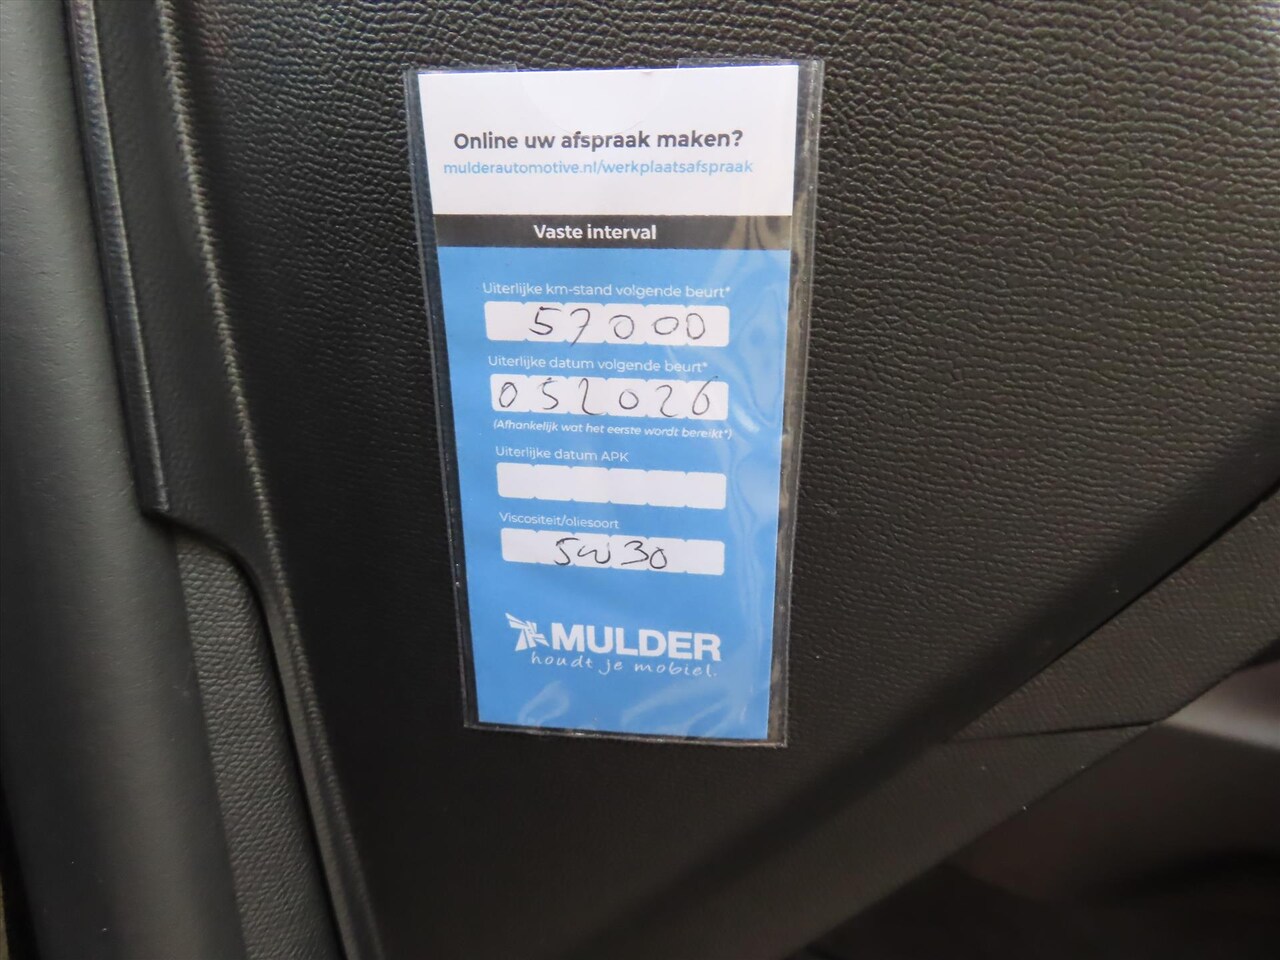 Online uw afspraak maken?
mulderautomotive.nl/werkplaatsafspraak
Vaste interval
Uiterlijke km-stand volgende beurt*
57000
Uiterlijke datum volgende beurt*
052026
(Afhankelijk wat het eerste wordt bereikt*)
Uiterlijke datum APK
Viscositeit/oliesoort
5W30
MULDER
houdt je mobiel.